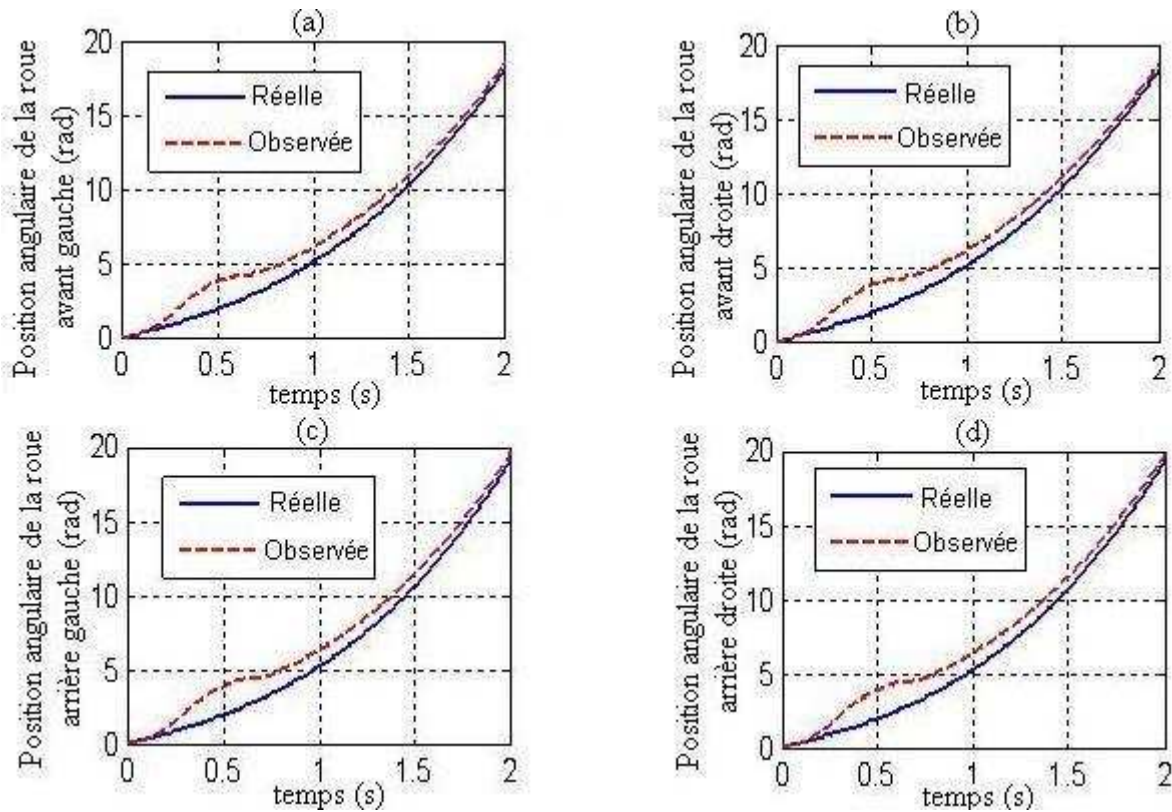 (a)
Position angulaire de la roue
avant gauche (rad)
20
15
10
5
0
Réelle
Observée
0 0.5 1 1.5 2
temps (s)
(b)
Position angulaire de la roue
avant droite (rad)
20
15
10
5
0
Réelle
Observée
0 0.5 1 1.5 2
temps (s)
(c)
Position angulaire de la roue
arrière gauche (rad)
20
15
10
5
0
Réelle
Observée
0 0.5 1 1.5 2
temps (s)
(d)
Position angulaire de la roue
arrière droite (rad)
20
15
10
5
0
Réelle
Observée
0 0.5 1 1.5 2
temps (s)